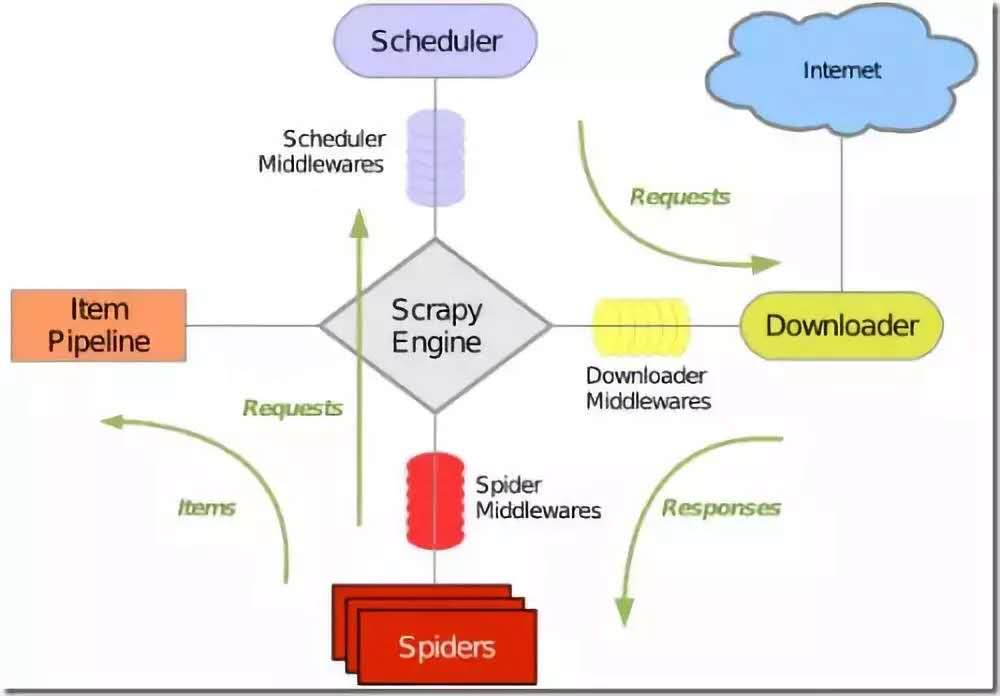 Scheduler
Internet
Scheduler
Middlewares
Requests
Item
Pipeline
Scrapy
Engine
Downloader
Downloader
Middlewares
Requests
Items
Spider
Middlewares
Responses
Spiders